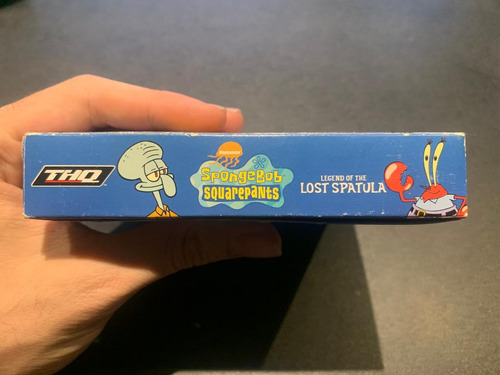 THQ
NICKELODEON
SpongeBob
SQUAREPANTS
LEGEND OF THE
LOST SPATULA